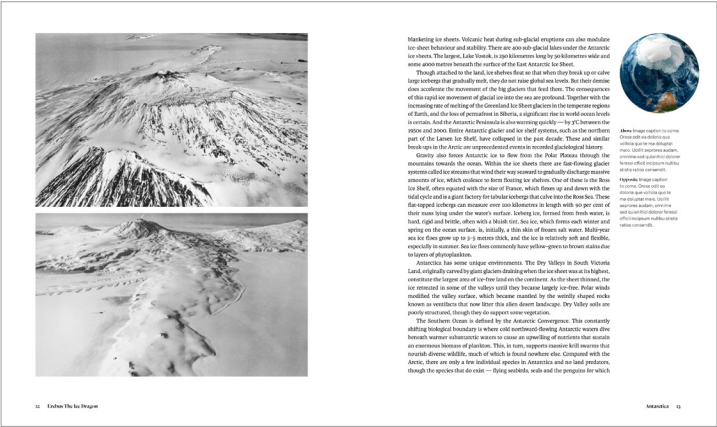 blanketing ice sheets. Volcanic heat during sub-glacial eruptions can also modulate
ice-sheet behaviour and stability. There are 400 sub-glacial lakes under the Antarctic
ice sheets. The largest, Lake Vostok, is 250 kilometres long by 50 kilometres wide and
some 4000 metres beneath the surface of the East Antarctic Ice Sheet.
Though attached to the land, ice shelves float so that when they break up or calve
large icebergs that gradually melt, they do not raise global sea levels. But their demise
does accelerate the movement of the big glaciers that feed them. The consequences
of this rapid ice movement of glacial ice into the sea are profound. Together with the
increasing rate of melting of the Greenland Ice Sheet glaciers in the temperate regions
of Earth, and the loss of permafrost in Siberia, a significant rise in world ocean levels
is certain. And the Antarctic Peninsula is also warming quickly — by 3°C between the
1950s and 2000. Entire Antarctic glacier and ice shelf systems, such as the northern
part of the Larsen Ice Shelf, have collapsed in the past decade. These and similar
break-ups in the Arctic are unprecedented events in recorded glaciological history.
Gravity also forces Antarctic ice to flow from the Polar Plateau through the
mountains towards the ocean. Within the ice sheets there are fast-flowing glacier
systems called ice streams that wind their way seaward to gradually discharge massive
amounts of ice, which coalesce to form floating ice shelves. One of these is the Ross
Ice Shelf, often equated with the size of France, which flexes up and down with the
tidal cycle and is a giant factory for tabular icebergs that calve into the Ross Sea. These
flat-topped icebergs can measure over 100 kilometres in length with 90 per cent of
their mass lying under the water's surface. Iceberg ice, formed from fresh water, is
hard, rigid and brittle, often with a bluish tint. Sea ice, which forms each winter and
spring on the ocean surface, is, initially, a thin skin of frozen salt water. Multi-year
sea ice floes grow up to 3–5 metres thick, and the ice is relatively soft and flexible,
especially in summer. Sea ice floes commonly have yellow-green to brown stains due
to layers of phytoplankton.
Antarctica has some unique environments. The Dry Valleys in South Victoria
Land, originally carved by giant glaciers draining when the ice sheet was at its highest,
constitute the largest area of ice-free land on the continent. As the sheet thinned, the
ice retreated in some of the valleys until they became largely ice-free. Polar winds
modified the valley surface, which became mantled by the weirdly shaped rocks
known as ventifacts that now litter this alien desert landscape. Dry Valley soils are
poorly structured, though they do support some vegetation.
The Southern Ocean is defined by the Antarctic Convergence. This constantly
shifting biological boundary is where cold northward-flowing Antarctic waters dive
beneath warmer subantarctic waters to cause an upwelling of nutrients that sustain
an enormous biomass of plankton. This, in turn, supports massive krill swarms that
nourish diverse wildlife, much of which is found nowhere else. Compared with the
Arctic, there are only a few individual species in Antarctica and no land predators,
though the species that do exist — flying seabirds, seals and the penguins for which
Above: Image caption to come.
Opposite: Image caption
to come.
12 Erebus The Ice Dragon
Antarctica 13